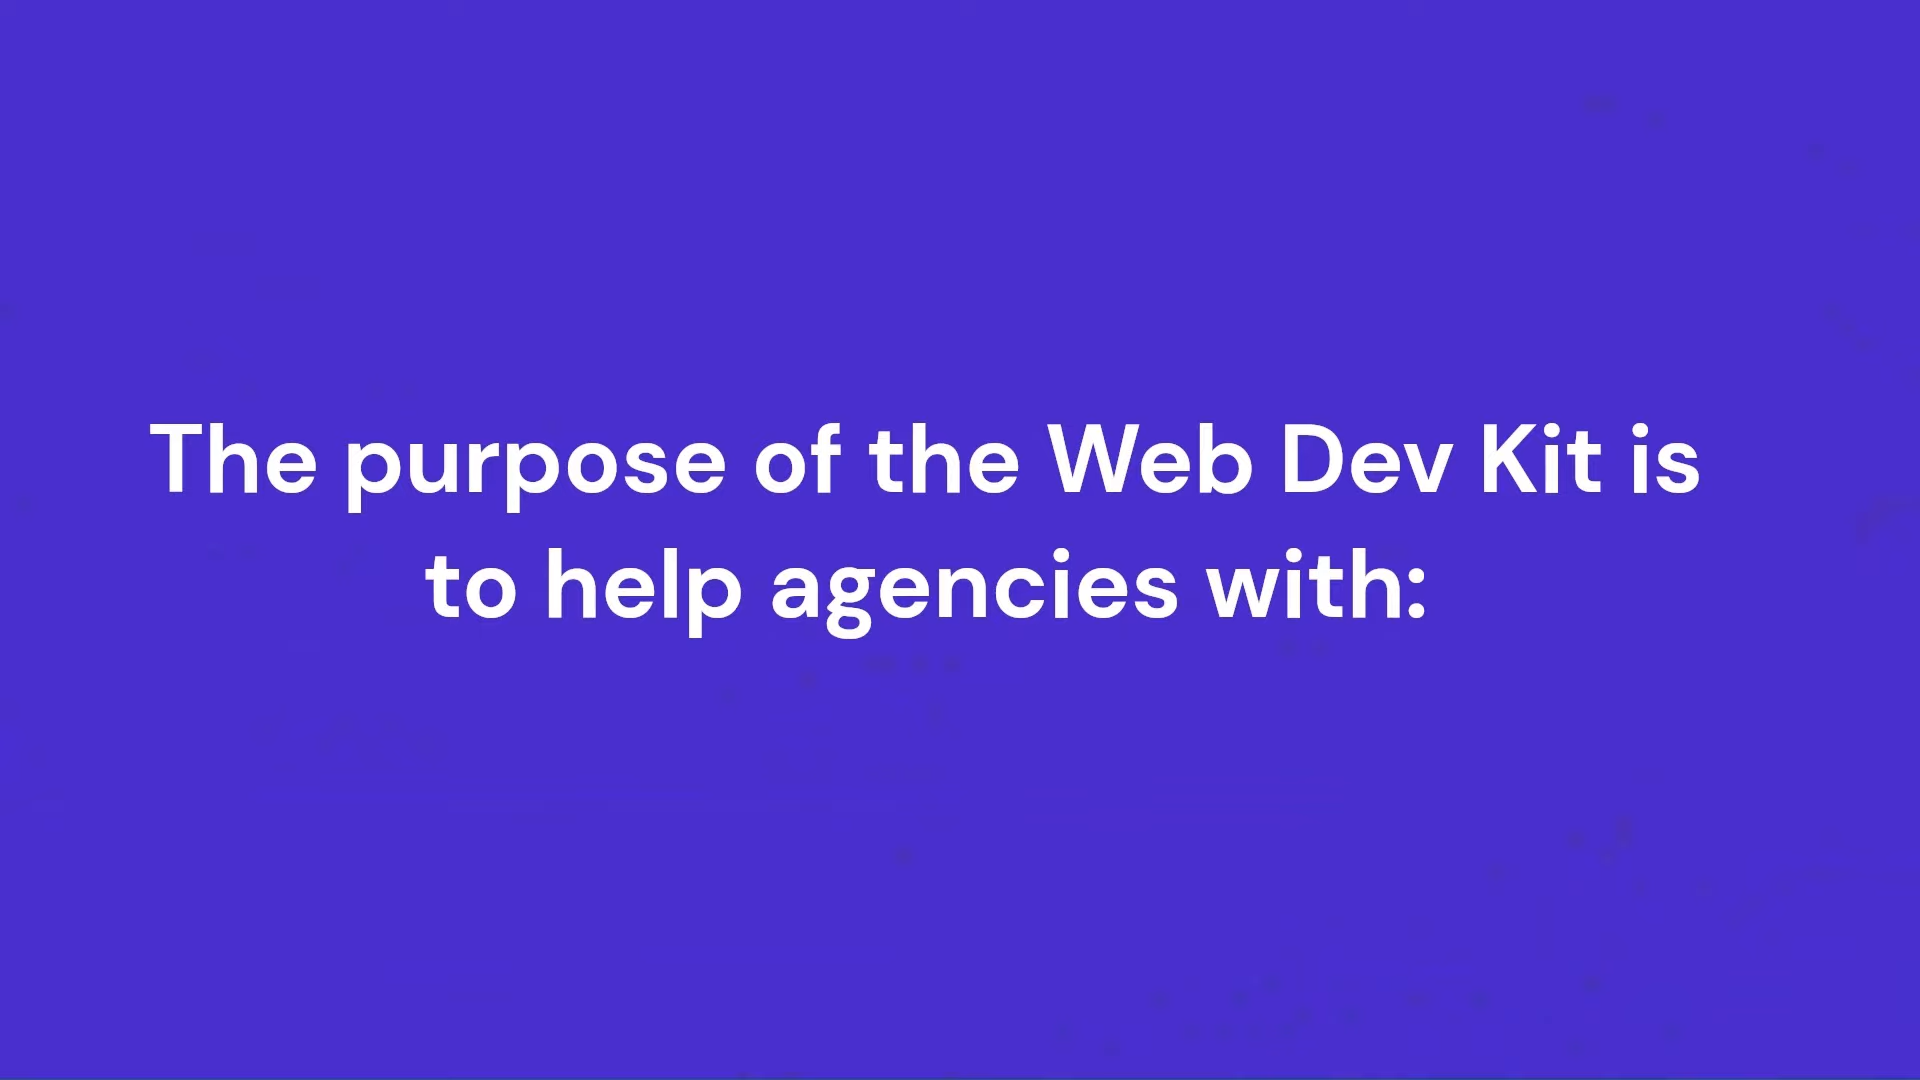 The purpose of the Web Dev Kit is
to help agencies with: